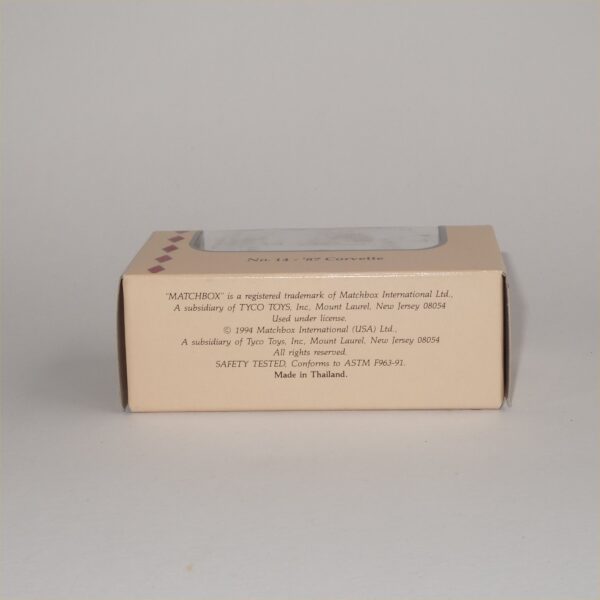 No. 14 - '87 Corvette
"MATCHBOX" is a registered trademark of Matchbox International Ltd.,
A subsidiary of TYCO TOYS, Inc, Mount Laurel, New Jersey 08054
Used under license.
© 1994 Matchbox International (USA) Ltd.,
A subsidiary of Tyco Toys, Inc, Mount Laurel, New Jersey 08054
All rights reserved.
SAFETY TESTED, Conforms to ASTM F963-91.
Made in Thailand.